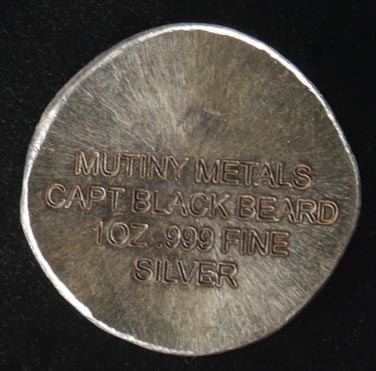 MUTINY METALS
CAPT BLACK BEARD
1OZ .999 FINE
SILVER